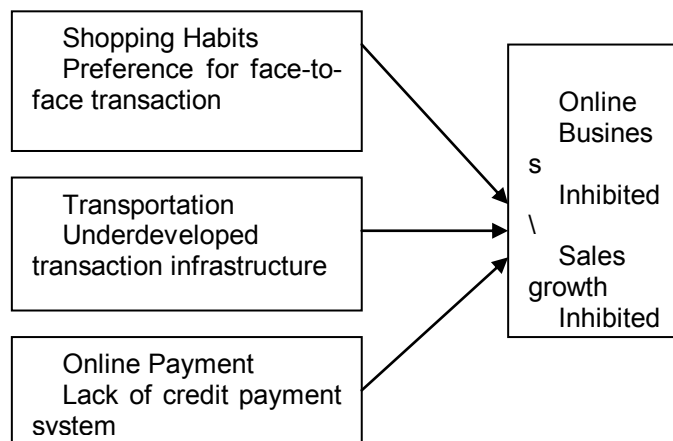 Shopping Habits
Preference for face-to-
face transaction
Transportation
Underdeveloped
transaction infrastructure
Online Payment
Lack of credit payment
system
Online
Busines
s
Inhibited
\
Sales
growth
Inhibited